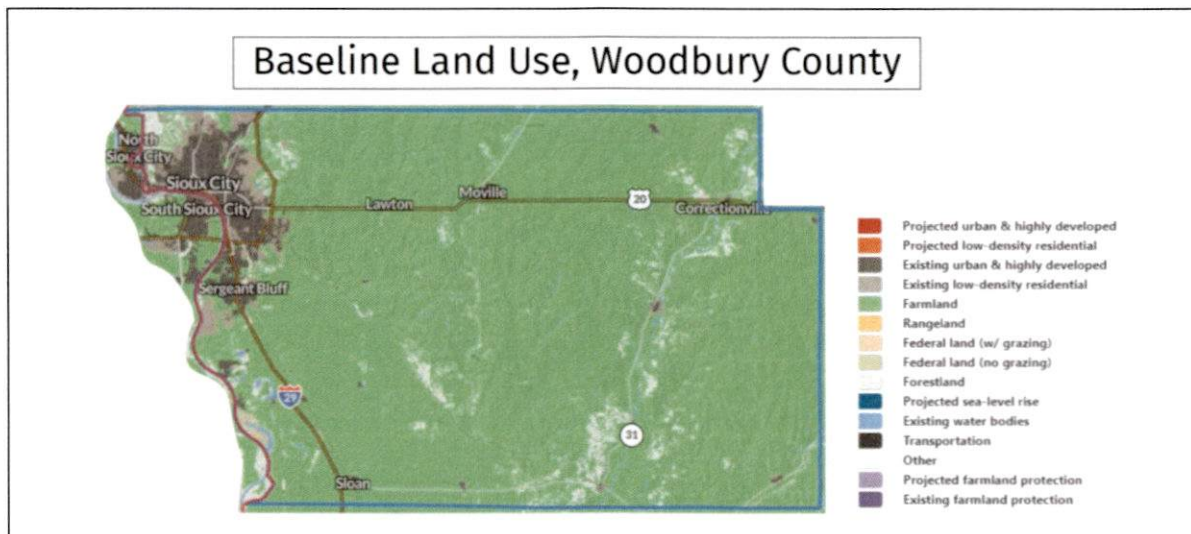 Baseline Land Use, Woodbury County
North
Sioux City
Sioux City
South Sioux City
Lawton
Moville
20
Correctionville
Sergeant Bluff
29
31
Sloan
Projected urban & highly developed
Projected low-density residential
Existing urban & highly developed
Existing low-density residential
Farmland
Rangeland
Federal land (w/ grazing)
Federal land (no grazing)
Forestland
Projected sea-level rise
Existing water bodies
Transportation
Other
Projected farmland protection
Existing farmland protection